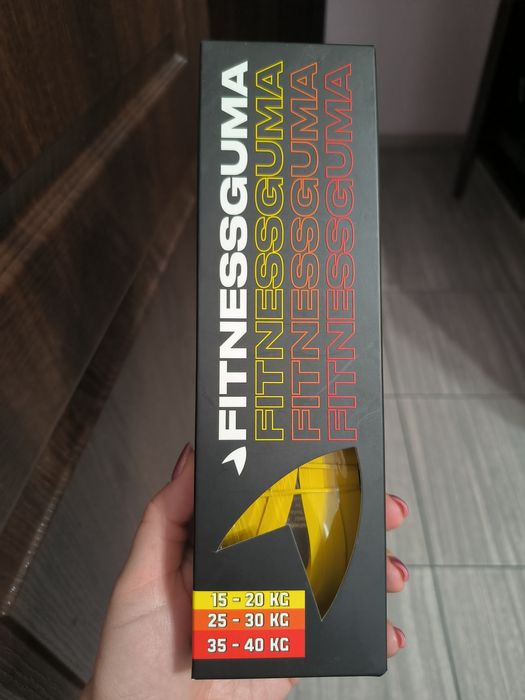 FITNESSGUMA
FITNESSGUMA
FITNESSGUMA
FITNESSGUMA
15 - 20 KG
25 - 30 KG
35 - 40 KG